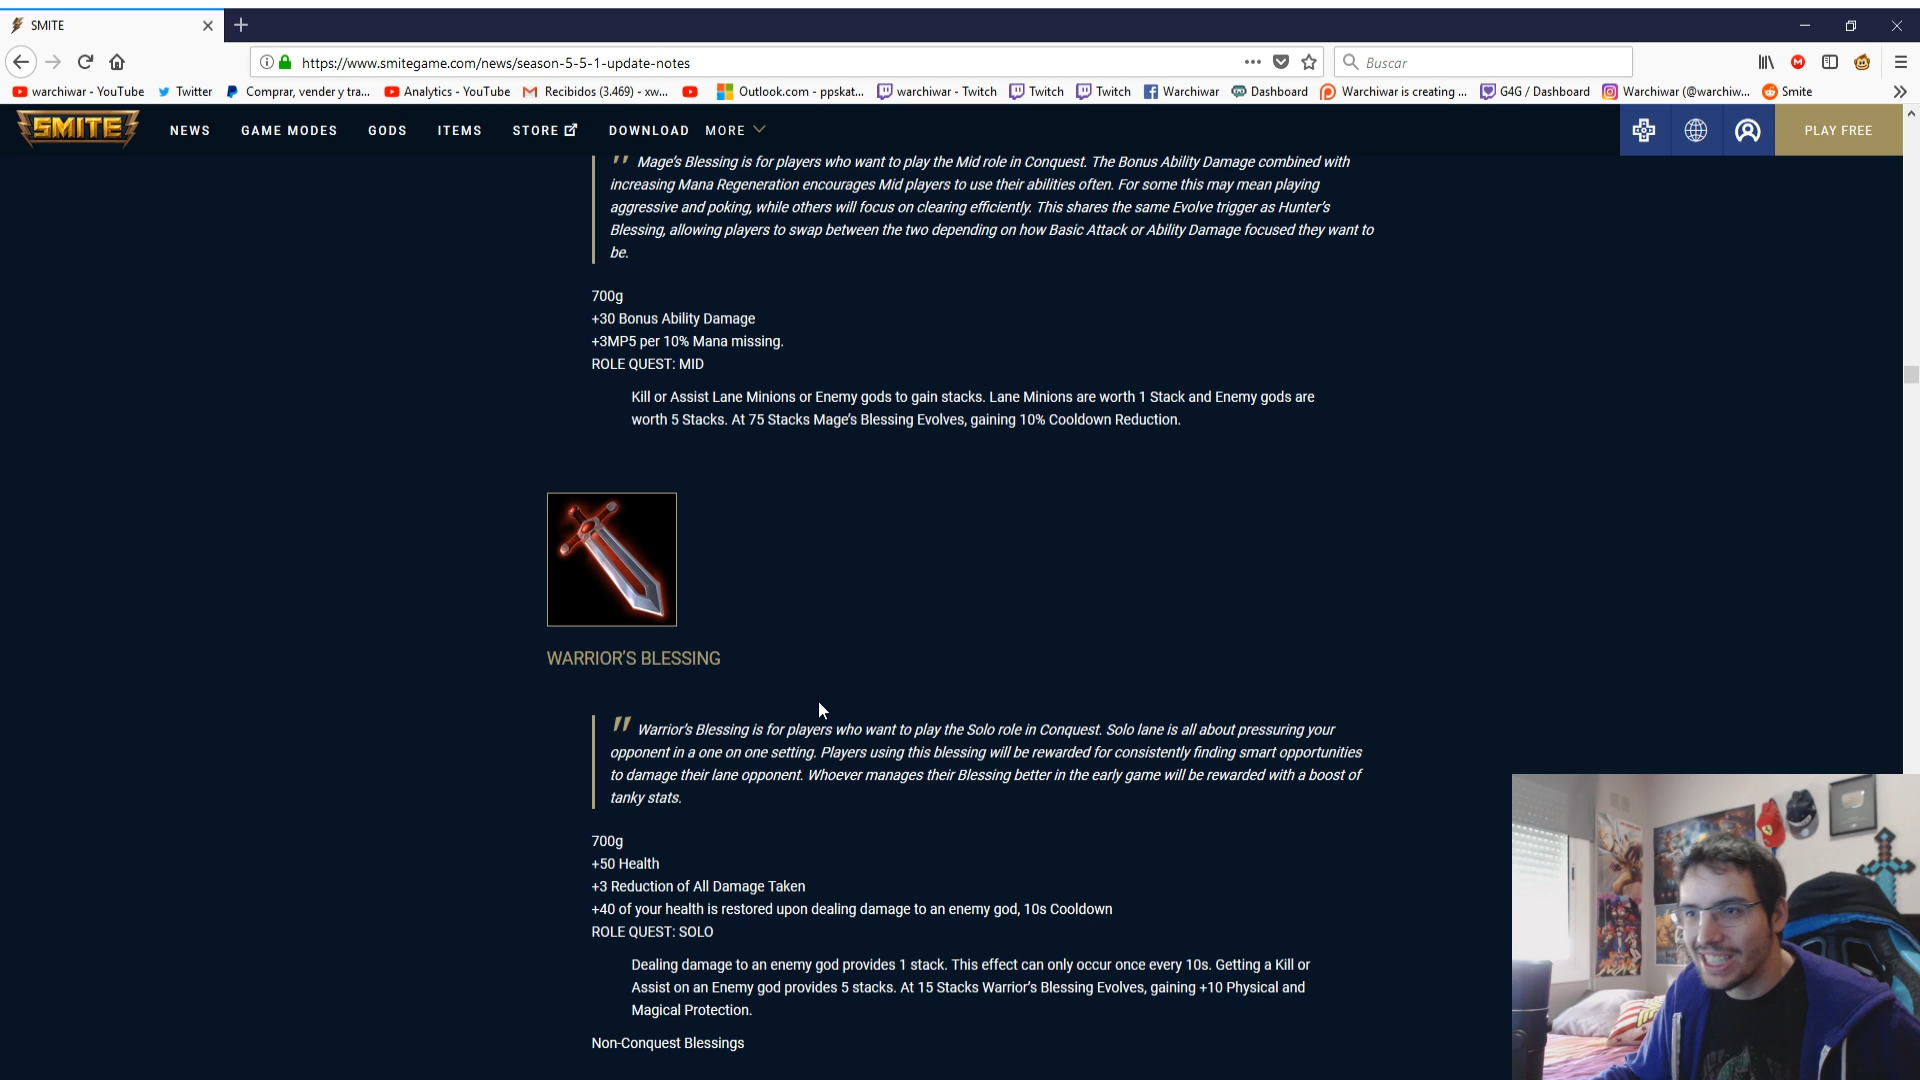 SMITE
https://www.smitegame.com/news/season-5-5-1-update-notes
Buscar
warchiwar - YouTube
Twitter
Comprar, vender y tra...
Analytics - YouTube
Recibidos (3.469) - xw...
Outlook.com - ppskat...
warchiwar - Twitch
Twitch
Twitch
Warchiwar
Dashboard
Warchiwar is creating ...
G4G / Dashboard
Warchiwar (@warchiw...
Smite
SMITE
NEWS
GAME MODES
GODS
ITEMS
STORE
DOWNLOAD
MORE
PLAY FREE
" Mage's Blessing is for players who want to play the Mid role in Conquest. The Bonus Ability Damage combined with
increasing Mana Regeneration encourages Mid players to use their abilities often. For some this may mean playing
aggressive and poking, while others will focus on clearing efficiently. This shares the same Evolve trigger as Hunter's
Blessing, allowing players to swap between the two depending on how Basic Attack or Ability Damage focused they want to
be.
700g
+30 Bonus Ability Damage
+3MP5 per 10% Mana missing.
ROLE QUEST: MID
Kill or Assist Lane Minions or Enemy gods to gain stacks. Lane Minions are worth 1 Stack and Enemy gods are
worth 5 Stacks. At 75 Stacks Mage's Blessing Evolves, gaining 10% Cooldown Reduction.
WARRIOR'S BLESSING
" Warrior's Blessing is for players who want to play the Solo role in Conquest. Solo lane is all about pressuring your
opponent in a one on one setting. Players using this blessing will be rewarded for consistently finding smart opportunities
to damage their lane opponent. Whoever manages their Blessing better in the early game will be rewarded with a boost of
tanky stats.
700g
+50 Health
+3 Reduction of All Damage Taken
+40 of your health is restored upon dealing damage to an enemy god, 10s Cooldown
ROLE QUEST: SOLO
Dealing damage to an enemy god provides 1 stack. This effect can only occur once every 10s. Getting a Kill or
Assist on an Enemy god provides 5 stacks. At 15 Stacks Warrior's Blessing Evolves, gaining +10 Physical and
Magical Protection.
Non-Conquest Blessings